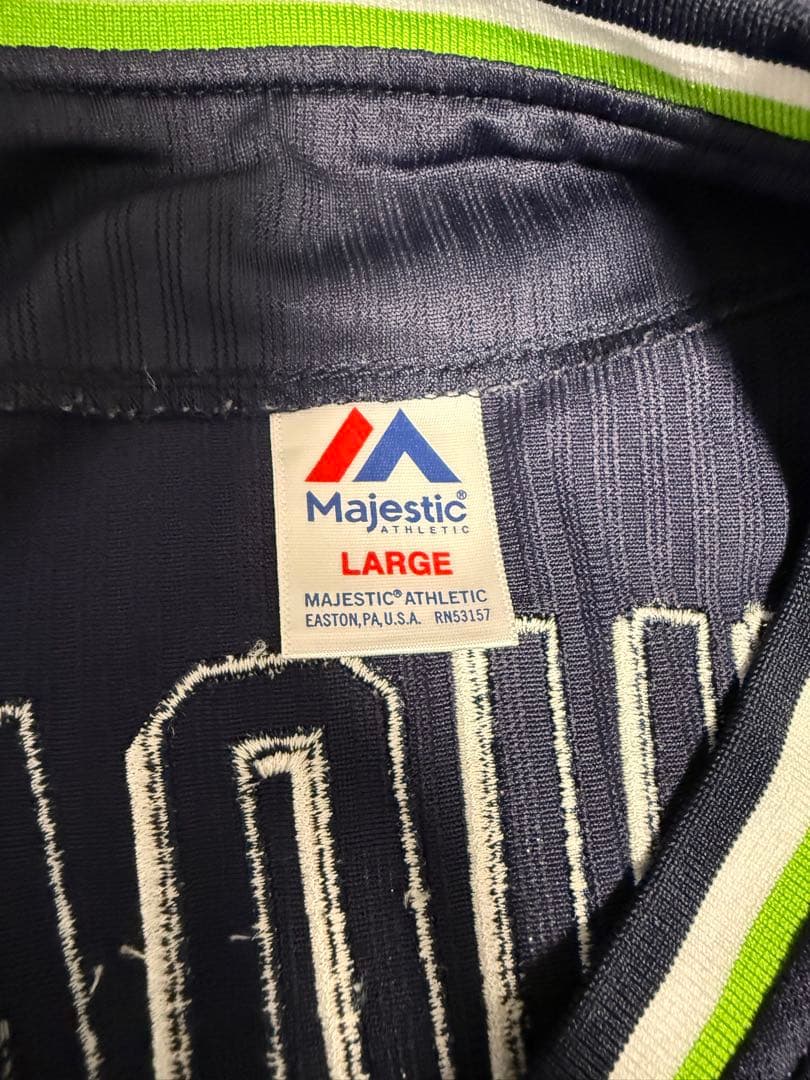 Majestic®
ATHLETIC
LARGE
MAJESTIC® ATHLETIC
EASTON, PA, U.S.A. RN53157